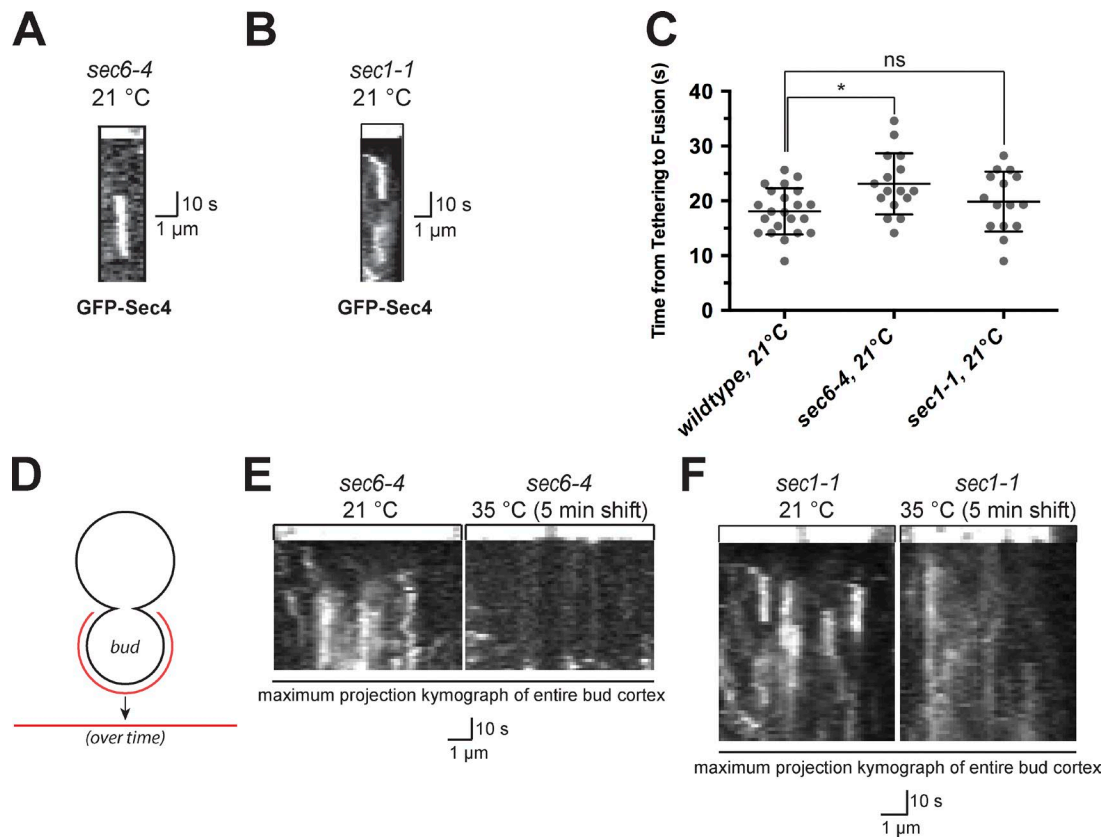 A
sec6-4
21 °C
10 s
1 µm
GFP-Sec4
B
sec1-1
21 °C
10 s
1 µm
GFP-Sec4
C
Time from Tethering to Fusion (s)
ns
*
40
30
20
10
0
wildtype, 21°C
sec6-4, 21°C
sec1-1, 21°C
D
bud
(over time)
E
sec6-4
21 °C
sec6-4
35 °C (5 min shift)
maximum projection kymograph of entire bud cortex
10 s
1 µm
F
sec1-1
21 °C
sec1-1
35 °C (5 min shift)
maximum projection kymograph of entire bud cortex
10 s
1 µm